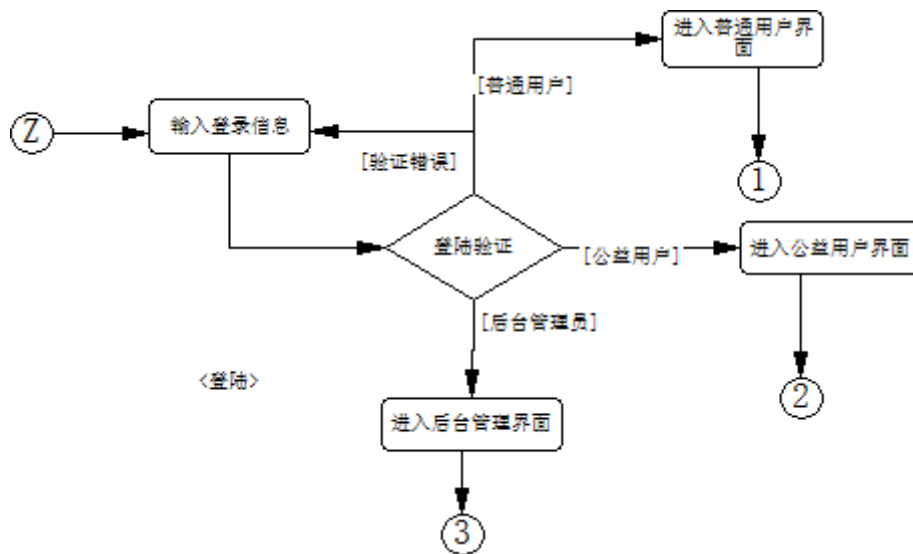 进入普通用户界
面
[普通用户]
Z
输入登录信息
[验证错误]
1
登陆验证
[公益用户]
进入公益用户界面
[后台管理员]
<登陆>
2
进入后台管理界面
3